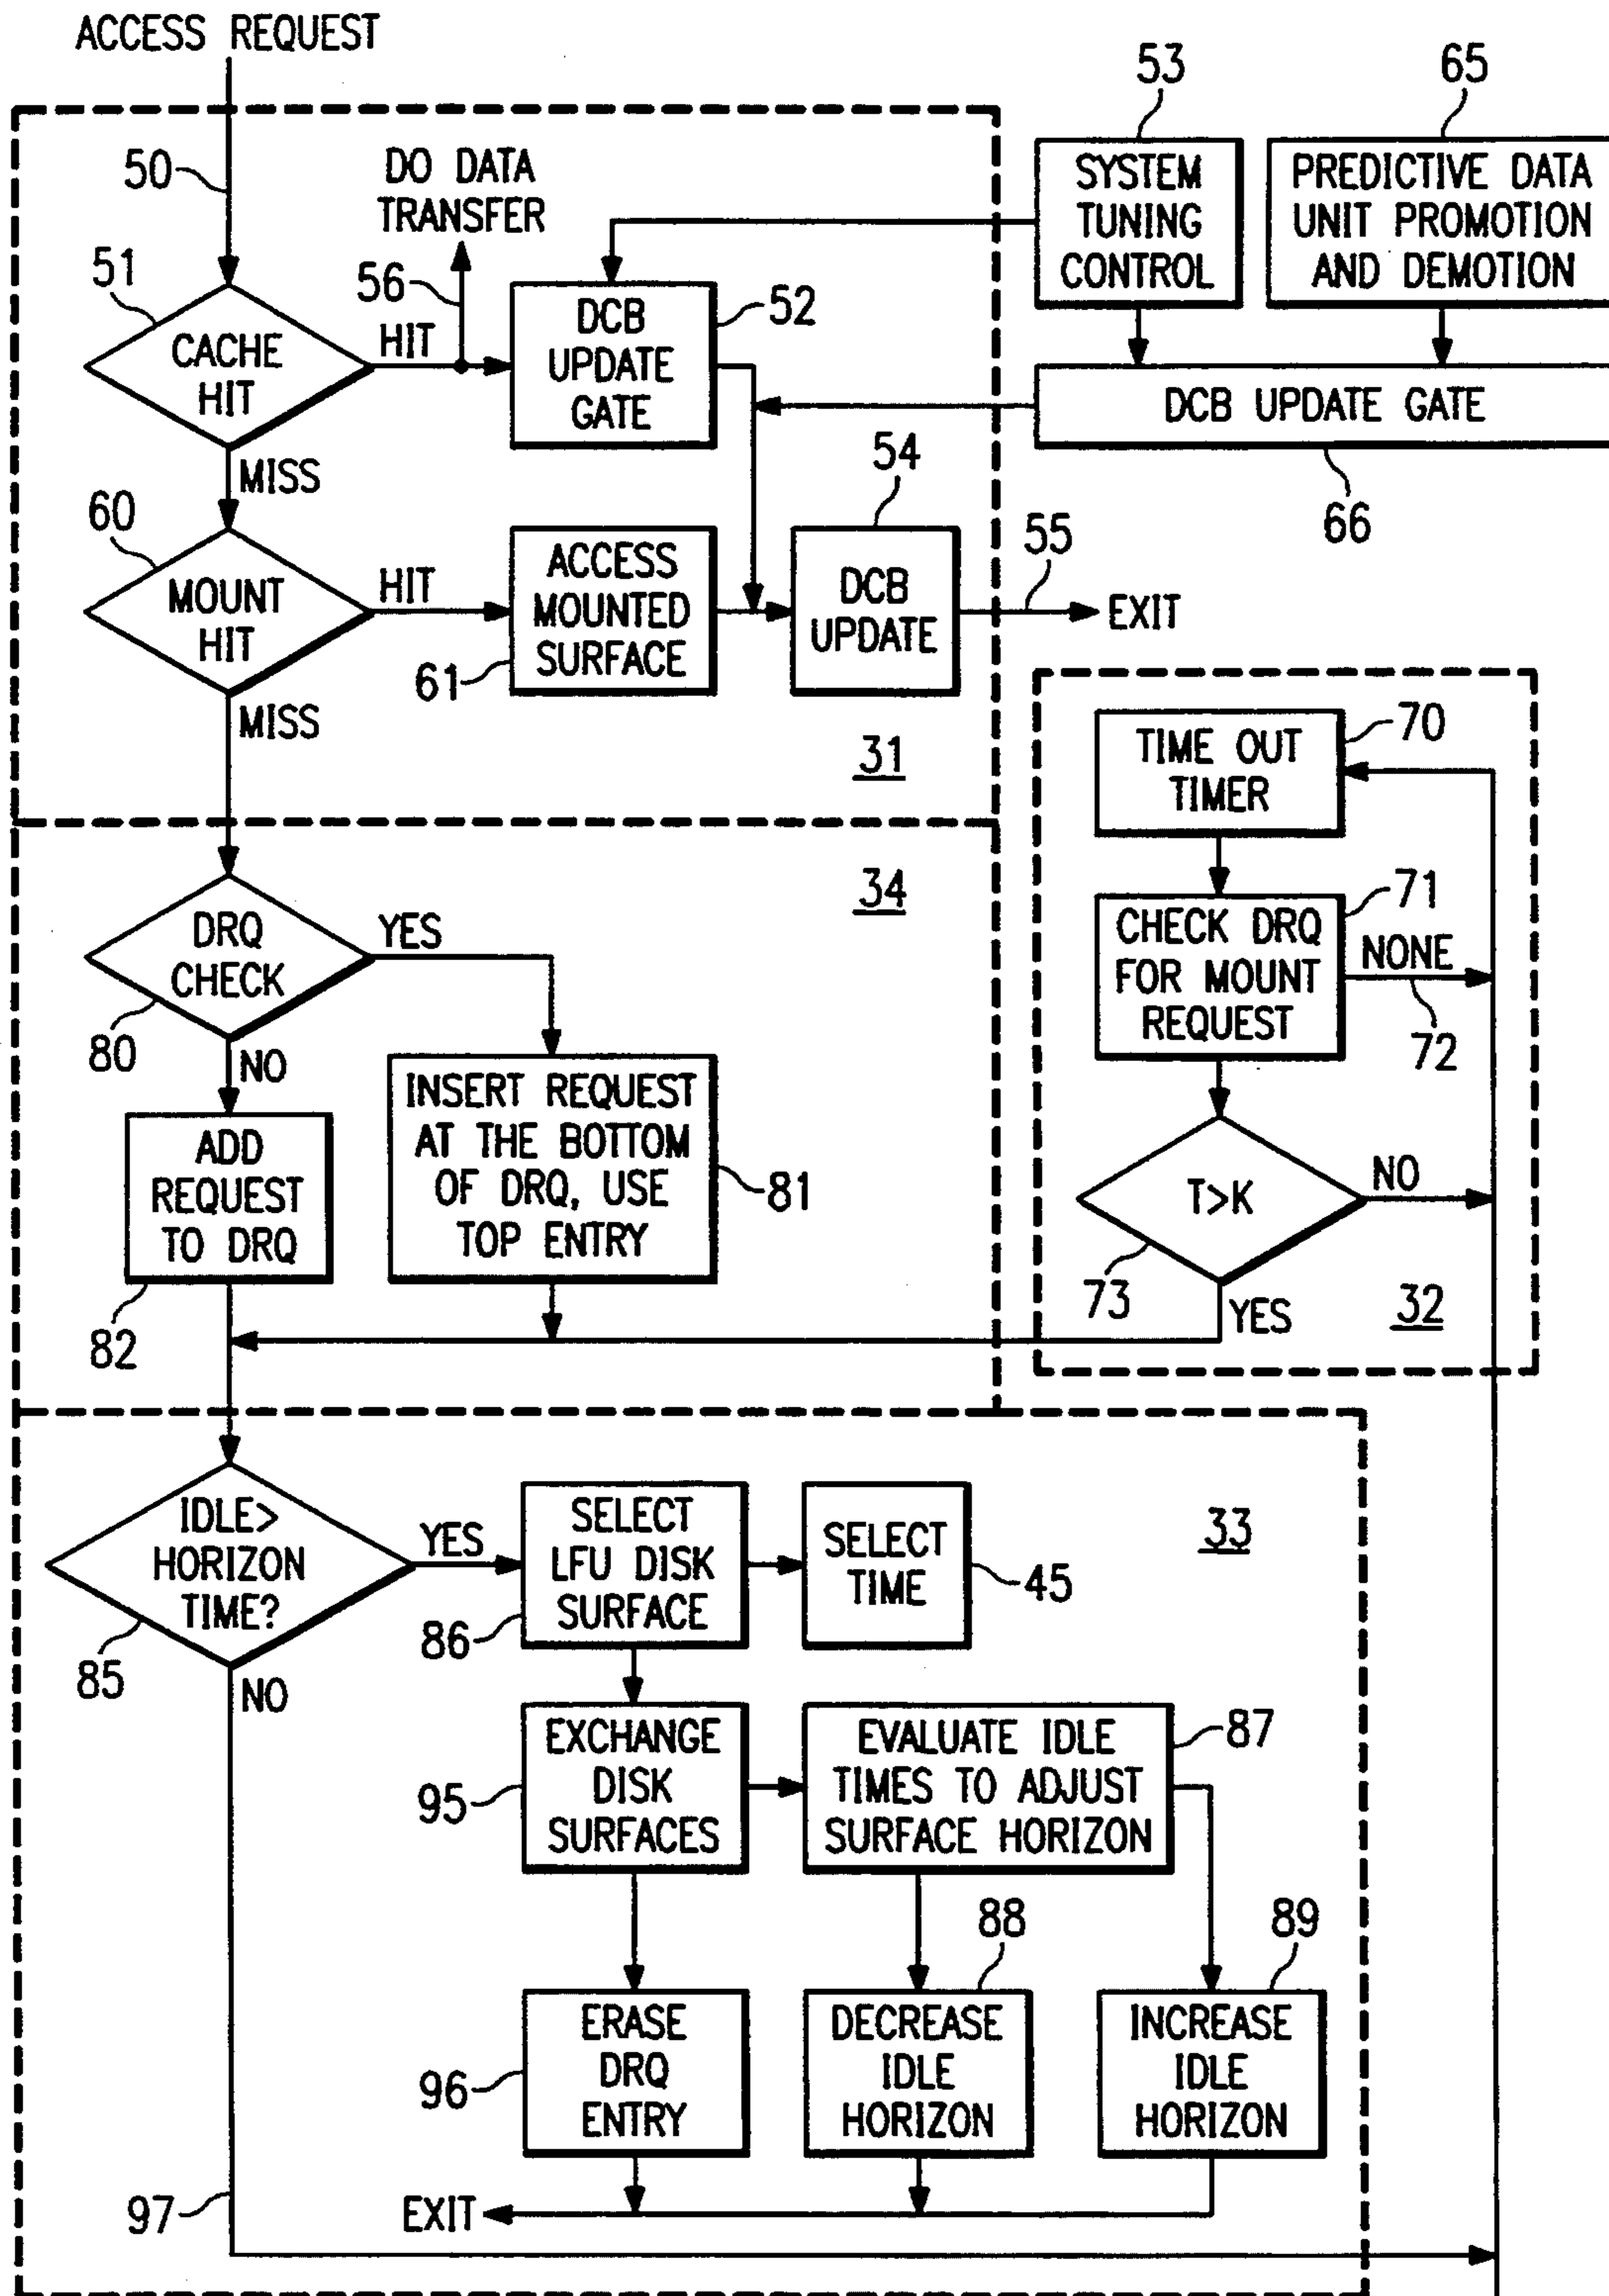 ACCESS REQUEST
50
DO DATA
TRANSFER
56
53
SYSTEM
TUNING
CONTROL
65
PREDICTIVE DATA
UNIT PROMOTION
AND DEMOTION
51
CACHE
HIT
HIT
DCB
UPDATE
GATE
52
DCB UPDATE GATE
66
MISS
60
MOUNT
HIT
HIT
ACCESS
MOUNTED
SURFACE
61
54
DCB
UPDATE
55
EXIT
MISS
31
TIME OUT
TIMER
70
34
DRQ
CHECK
80
YES
CHECK DRQ
FOR MOUNT
REQUEST
71
NONE
72
NO
ADD
REQUEST
TO DRQ
82
INSERT REQUEST
AT THE BOTTOM
OF DRQ, USE
TOP ENTRY
81
T>K
NO
73
YES
32
IDLE>
HORIZON
TIME?
85
YES
SELECT
LFU DISK
SURFACE
86
SELECT
TIME
45
33
NO
EXCHANGE
DISK
SURFACES
95
EVALUATE IDLE
TIMES TO ADJUST
SURFACE HORIZON
87
88
89
ERASE
DRQ
ENTRY
96
DECREASE
IDLE
HORIZON
INCREASE
IDLE
HORIZON
97
EXIT